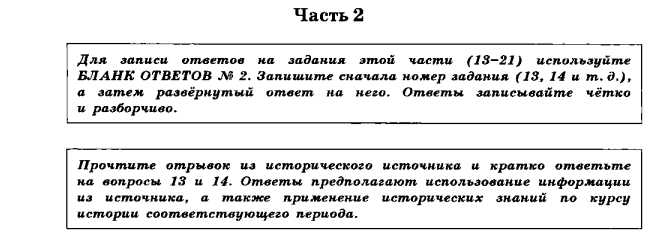 Часть 2
Для записи ответов на задания этой части (13–21) используйте
БЛАНК ОТВЕТОВ № 2. Запишите сначала номер задания (13, 14 и т. д.),
а затем развёрнутый ответ на него. Ответы записывайте чётко
и разборчиво.
Прочтите отрывок из исторического источника и кратко ответьте
на вопросы 13 и 14. Ответы предполагают использование информации
из источника, а также применение исторических знаний по курсу
истории соответствующего периода.